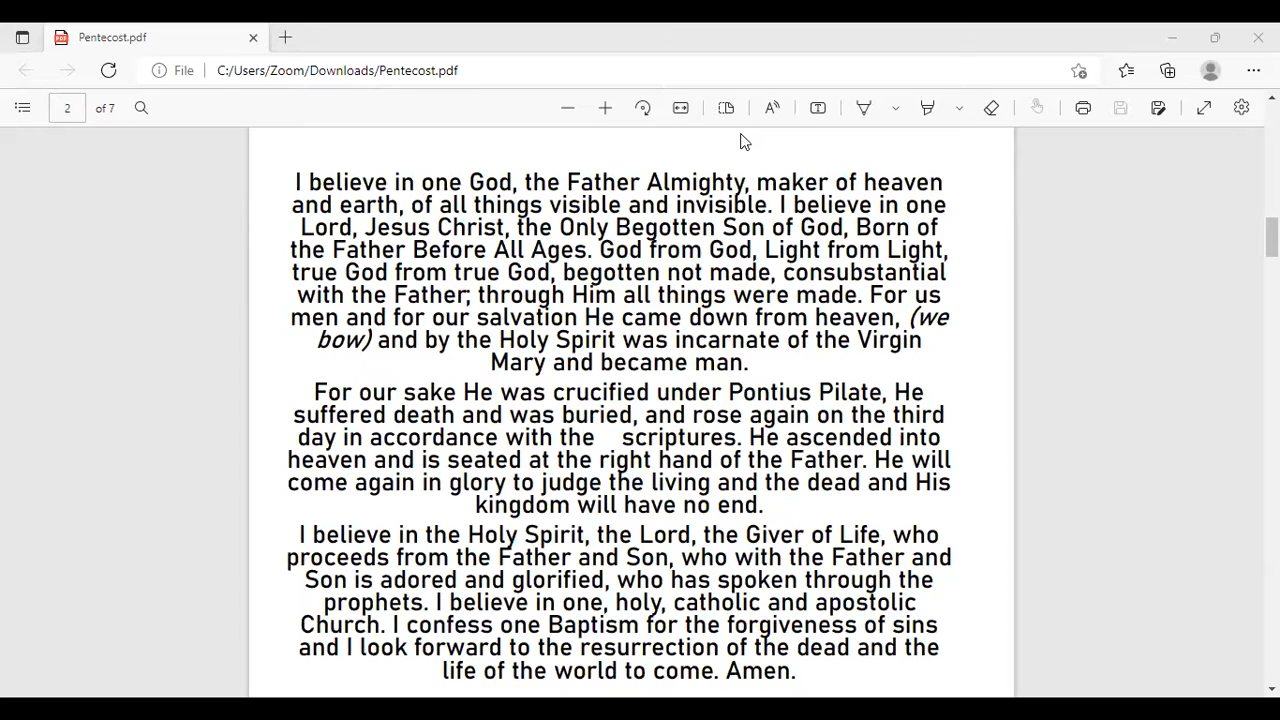 Pentecost.pdf
File
C:/Users/Zoom/Downloads/Pentecost.pdf
2 of 7
I believe in one God, the Father Almighty, maker of heaven
and earth, of all things visible and invisible. I believe in one
Lord, Jesus Christ, the Only Begotten Son of God, Born of
the Father Before All Ages. God from God, Light from Light,
true God from true God, begotten not made, consubstantial
with the Father; through Him all things were made. For us
men and for our salvation He came down from heaven, (we
bow) and by the Holy Spirit was incarnate of the Virgin
Mary and became man.
For our sake He was crucified under Pontius Pilate, He
suffered death and was buried, and rose again on the third
day in accordance with the scriptures. He ascended into
heaven and is seated at the right hand of the Father. He will
come again in glory to judge the living and the dead and His
kingdom will have no end.
I believe in the Holy Spirit, the Lord, the Giver of Life, who
proceeds from the Father and Son, who with the Father and
Son is adored and glorified, who has spoken through the
prophets. I believe in one, holy, catholic and apostolic
Church. I confess one Baptism for the forgiveness of sins
and I look forward to the resurrection of the dead and the
life of the world to come. Amen.